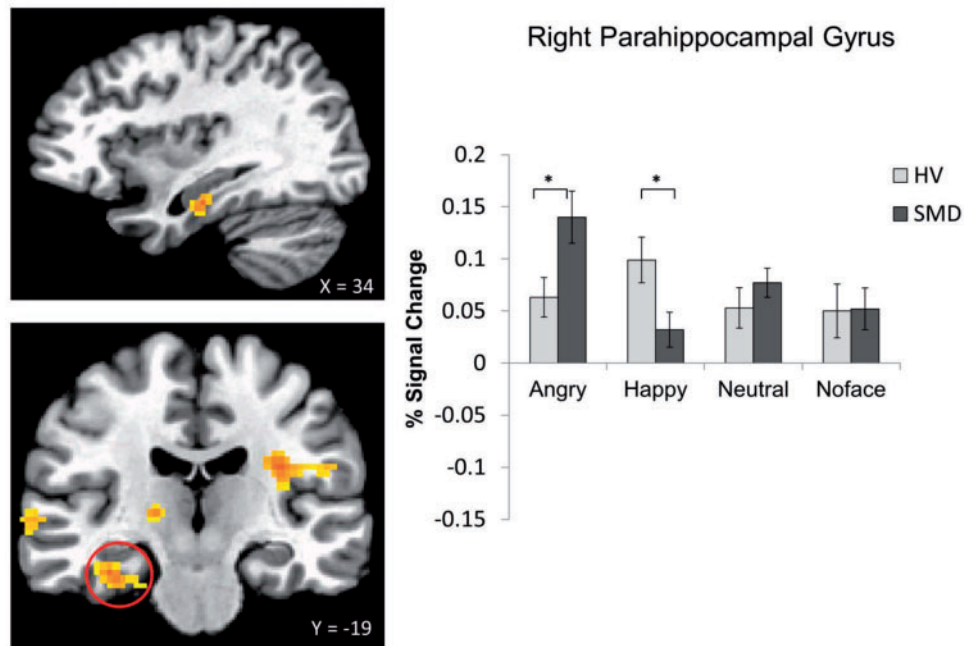 X = 34
Y = -19
Right Parahippocampal Gyrus
% Signal Change
0.2
0.15
0.1
0.05
0
-0.05
-0.1
-0.15
* *
Angry Happy Neutral Noface
HV
SMD